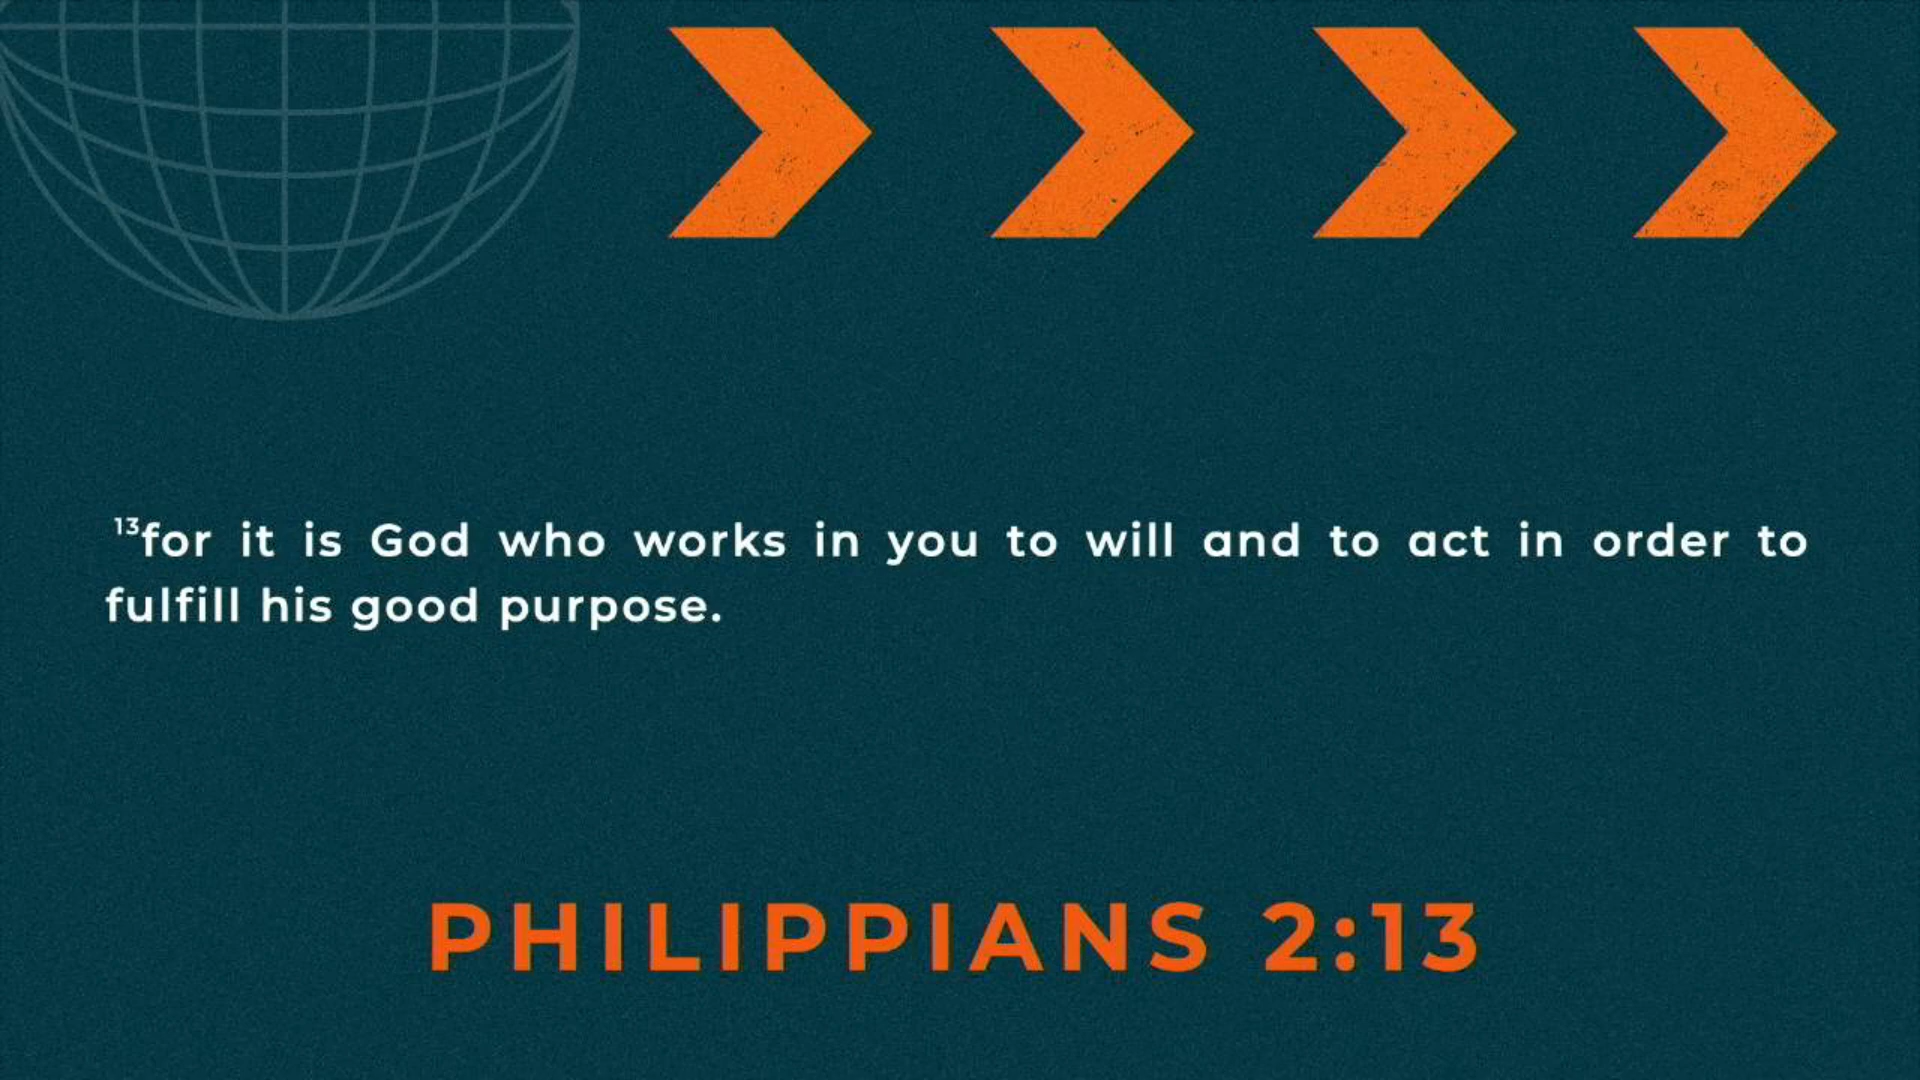 ¹³for it is God who works in you to will and to act in order to
fulfill his good purpose.
PHILIPPIANS 2:13